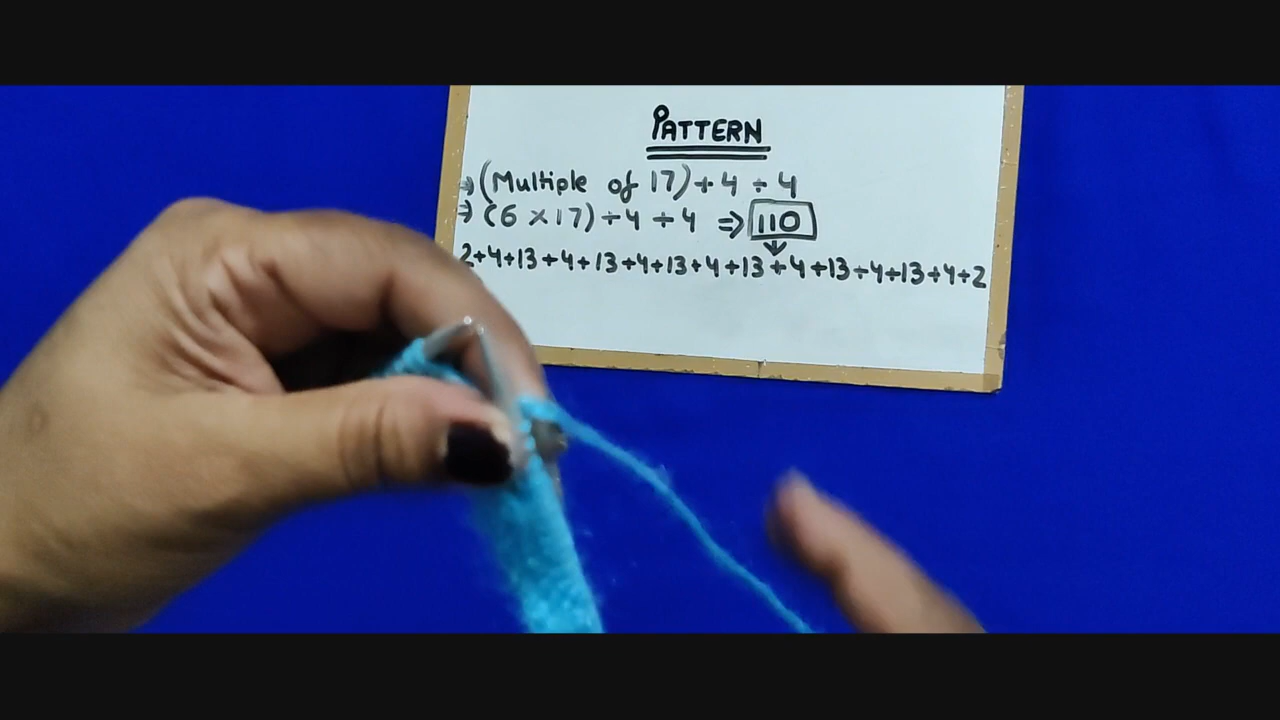 PATTERN
⇒ (Multiple of 17)+4+4
⇒ (6×17)+4+4 ⇒ 110
↓
2+4+13+4+13+4+13+4+13+4+13+4+13+4+2